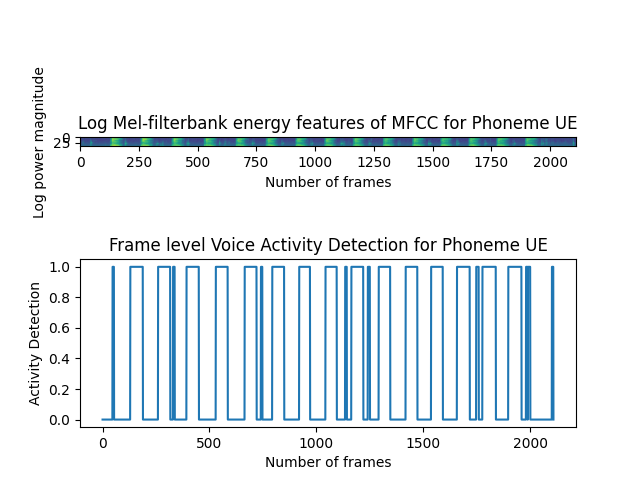 Log Mel-filterbank energy features of MFCC for Phoneme UE
Log power magnitude
0
25
0 250 500 750 1000 1250 1500 1750 2000
Number of frames
Frame level Voice Activity Detection for Phoneme UE
Activity Detection
1.0
0.8
0.6
0.4
0.2
0.0
0 500 1000 1500 2000
Number of frames